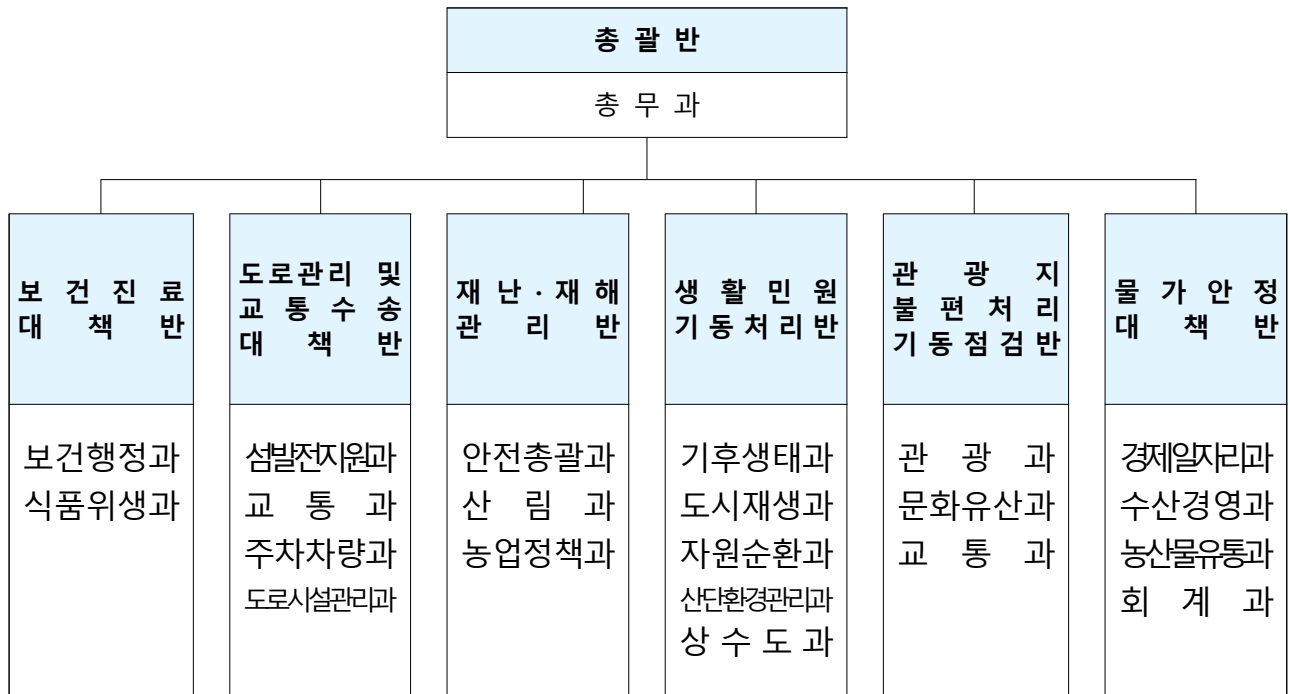 총 괄 반
총 무 과
보 건 진 료
대 책 반
보건행정과
식품위생과
도로관리 및
교 통 수 송
대 책 반
섬발전지원과
교 통 과
주차차량과
도로시설관리과
재 난 · 재 해
관 리 반
안전총괄과
산 림 과
농업정책과
생 활 민 원
기동처리반
기후생태과
도시재생과
자원순환과
산단환경관리과
상 수 도 과
관 광 지
불 편 처 리
기동점검반
관 광 과
문화유산과
교 통 과
물 가 안 정
대 책 반
경제일자리과
수산경영과
농산물유통과
회 계 과